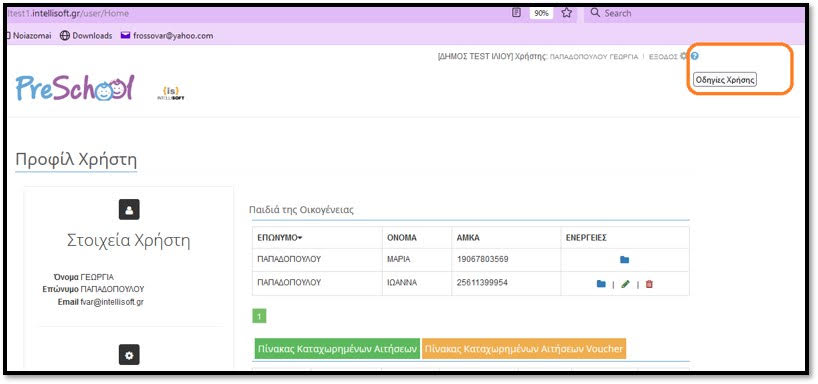 ltest1.intellisoft.gr/user/Home
90%
Search
Noiazomai
Downloads
frossovar@yahoo.com
[ΔΗΜΟΣ TEST ΙΛΙΟΥ] Χρήστης: ΠΑΠΑΔΟΠΟΥΛΟΥ ΓΕΩΡΓΙΑ | ΕΞΟΔΟΣ
Οδηγίες Χρήσης
PreSchool
{is}
INTELLISOFT
Προφίλ Χρήστη
Στοιχεία Χρήστη
Όνομα ΓΕΩΡΓΙΑ
Επώνυμο ΠΑΠΑΔΟΠΟΥΛΟΥ
Email fvar@intellisoft.gr
Παιδιά της Οικογένειας
ΕΠΩΝΥΜΟ ΟΝΟΜΑ ΑΜΚΑ ΕΝΕΡΓΕΙΕΣ
ΠΑΠΑΔΟΠΟΥΛΟΥ ΜΑΡΙΑ 19067803569
ΠΑΠΑΔΟΠΟΥΛΟΥ ΙΩΑΝΝΑ 25611399954 | |
1
Πίνακας Καταχωρημένων Αιτήσεων Πίνακας Καταχωρημένων Αιτήσεων Voucher